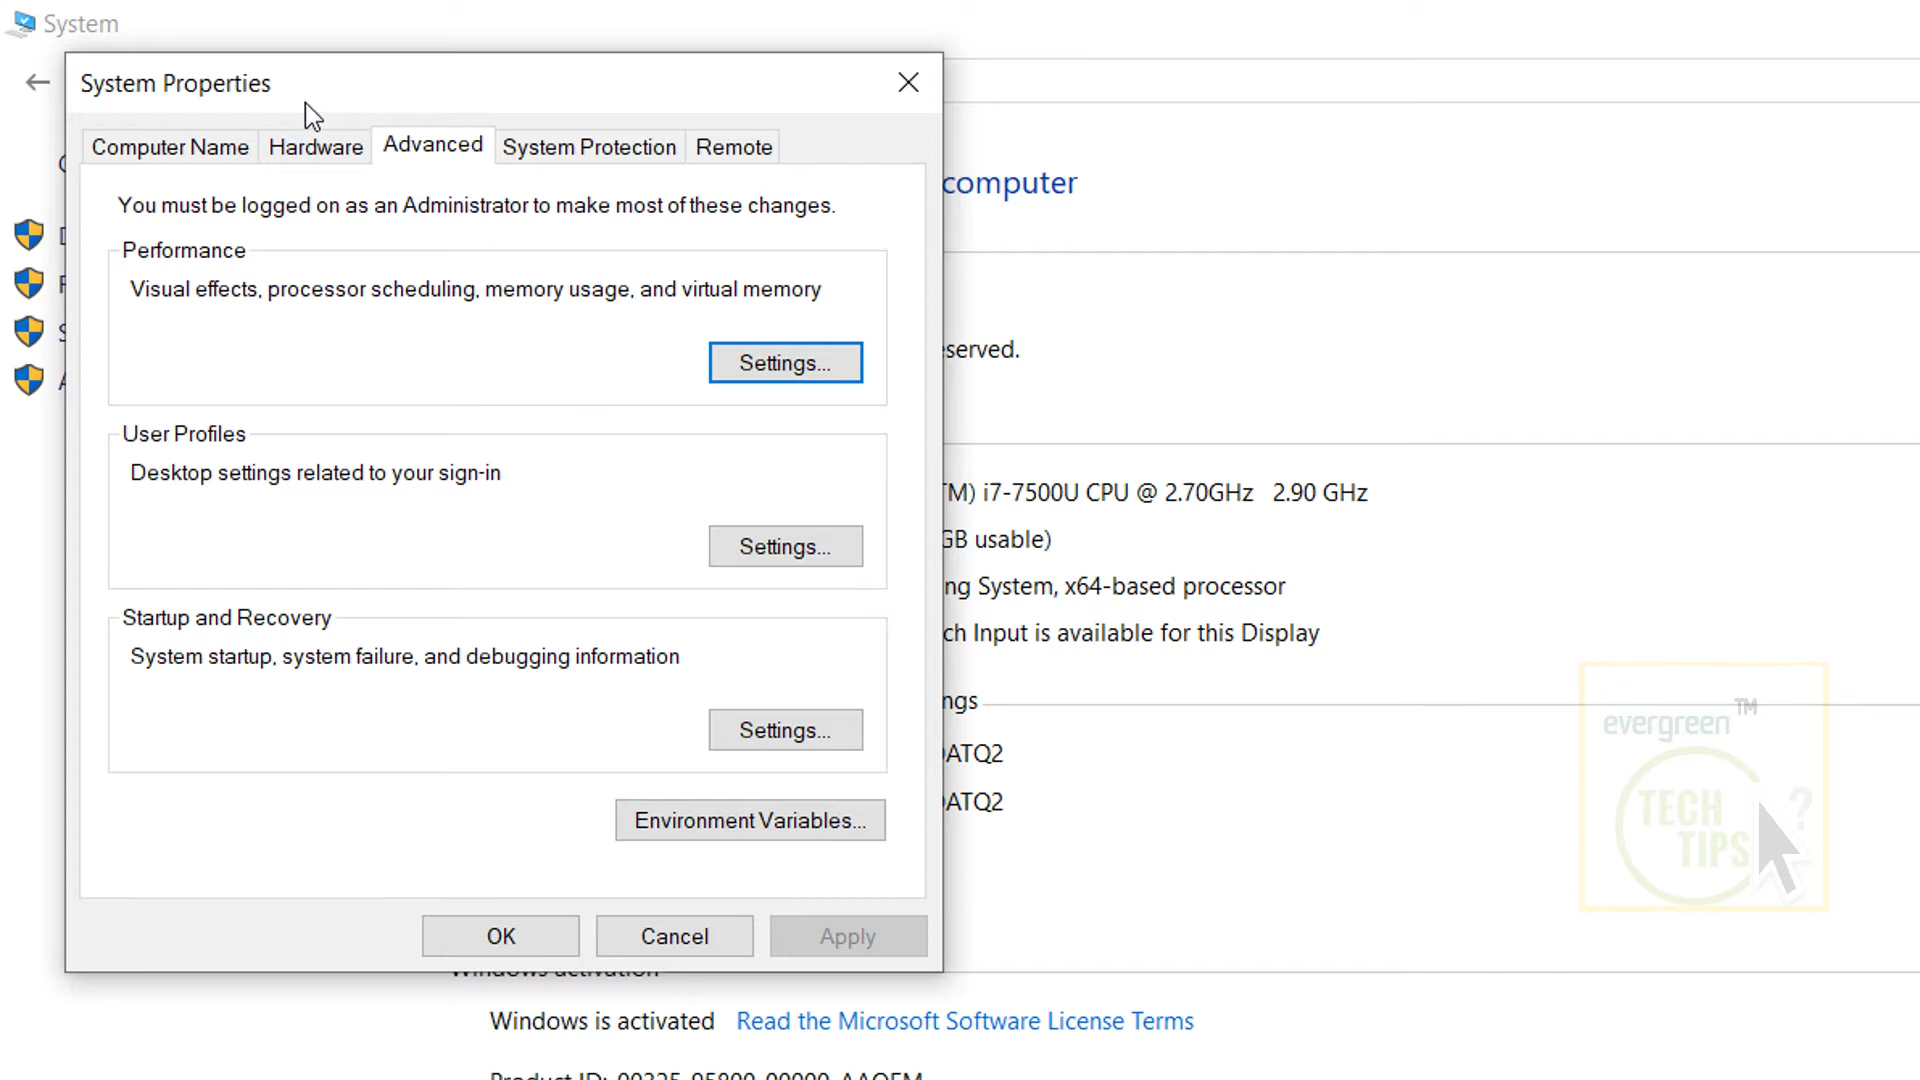 System
System Properties
Computer Name
Hardware
Advanced
System Protection
Remote
You must be logged on as an Administrator to make most of these changes.
Performance
Visual effects, processor scheduling, memory usage, and virtual memory
Settings...
User Profiles
Desktop settings related to your sign-in
Settings...
Startup and Recovery
System startup, system failure, and debugging information
Settings...
Environment Variables...
OK
Cancel
Apply
computer
served.
TM) i7-7500U CPU @ 2.70GHz 2.90 GHz
GB usable)
ng System, x64-based processor
ch Input is available for this Display
ngs
ATQ2
ATQ2
evergreen™
TECH
TIPS
?
Windows activation
Windows is activated Read the Microsoft Software License Terms
Product ID: